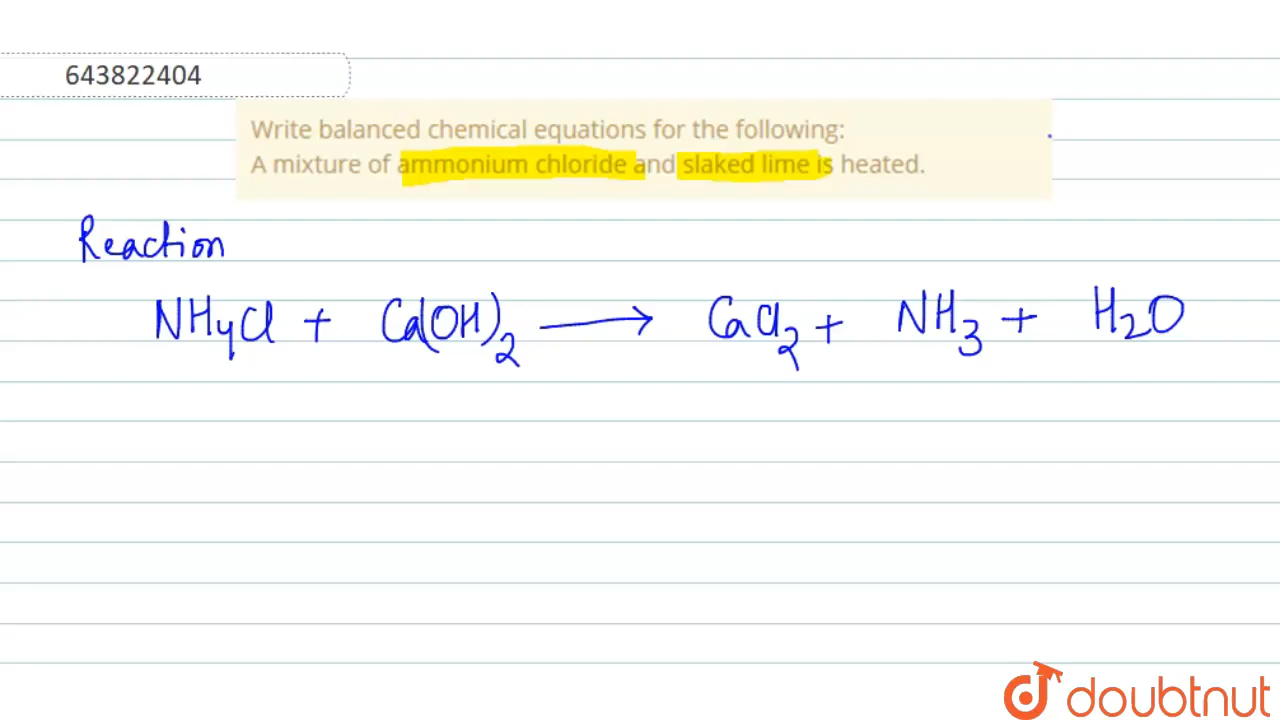 643822404
Write balanced chemical equations for the following:
A mixture of ammonium chloride and slaked lime is heated.
Reaction
NH4Cl + Ca(OH)2 ⟶ CaCl2 + NH3 + H2O
doubtnut